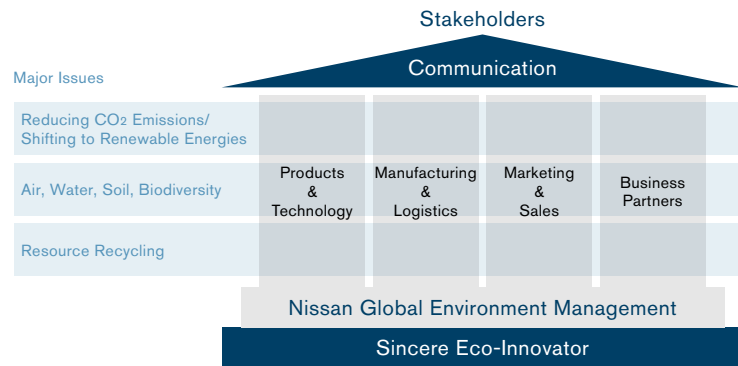 Stakeholders
Communication
Major Issues
Reducing CO2 Emissions/
Shifting to Renewable Energies
Air, Water, Soil, Biodiversity
Products
&
Technology
Manufacturing
&
Logistics
Marketing
&
Sales
Business
Partners
Resource Recycling
Nissan Global Environment Management
Sincere Eco-Innovator